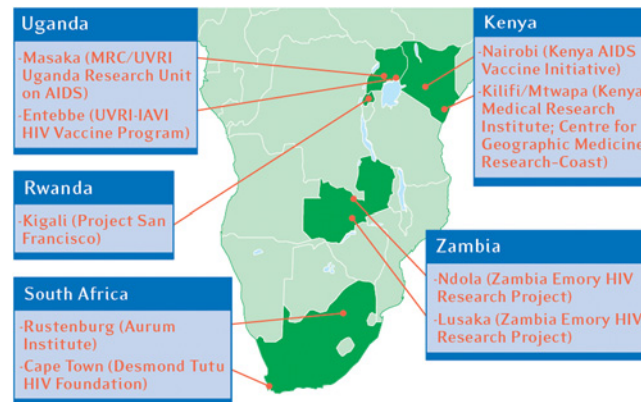 Uganda
-Masaka (MRC/UVRI
Uganda Research Unit
on AIDS)
-Entebbe (UVRI-IAVI
HIV Vaccine Program)
Kenya
-Nairobi (Kenya AIDS
Vaccine Initiative)
-Kilifi/Mtwapa (Kenya
Medical Research
Institute; Centre for
Geographic Medicine
Research-Coast)
Rwanda
-Kigali (Project San
Francisco)
Zambia
-Ndola (Zambia Emory HIV
Research Project)
-Lusaka (Zambia Emory HIV
Research Project)
South Africa
-Rustenburg (Aurum
Institute)
-Cape Town (Desmond Tutu
HIV Foundation)